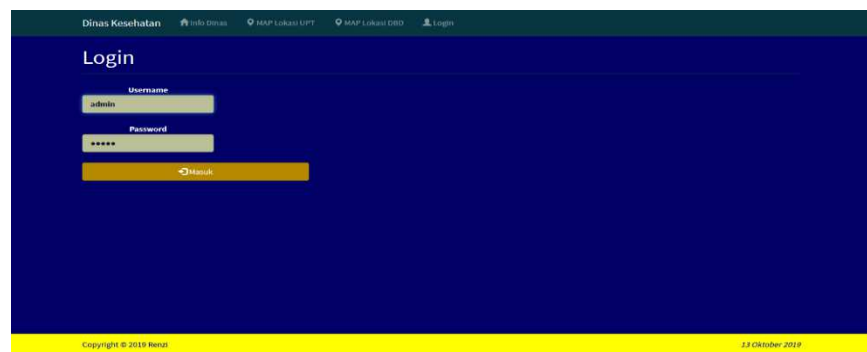 Dinas Kesehatan Info Dinas MAP Lokasi UPT MAP Lokasi DBD Login
Login
Username
admin
Password
•••••
Masuk
Copyright © 2019 Renzi 13 Oktober 2019